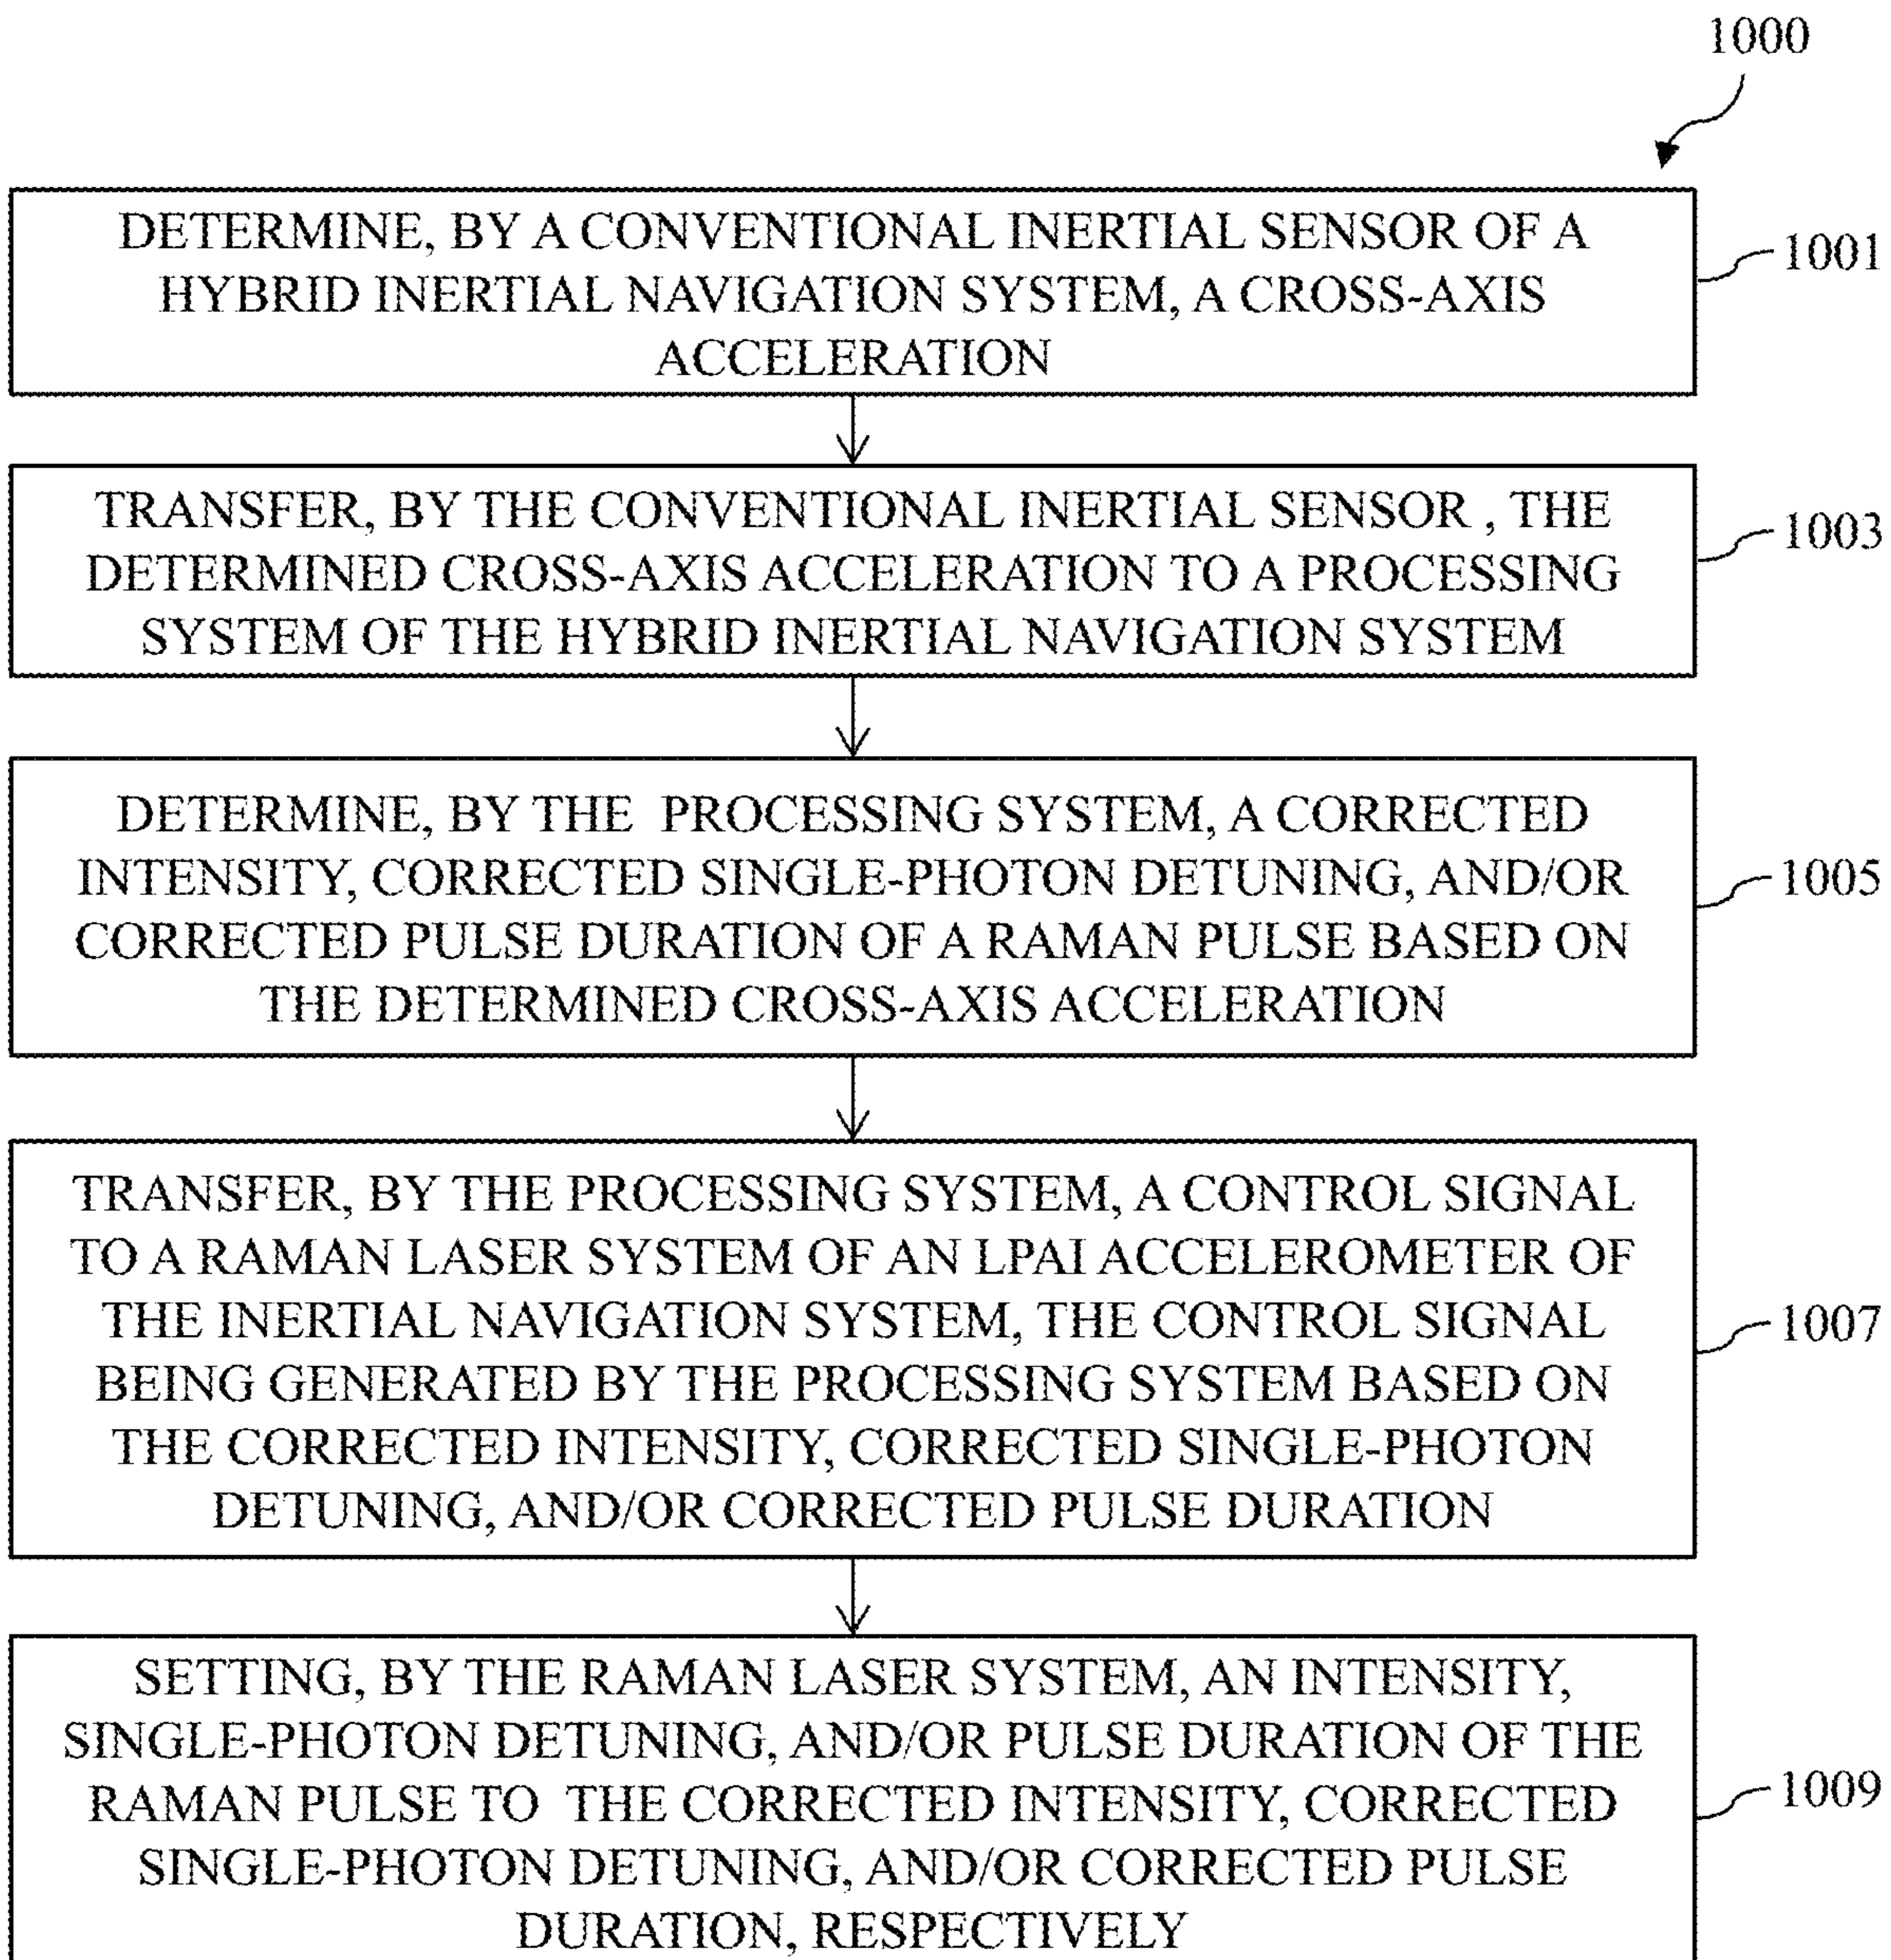 1000
DETERMINE, BY A CONVENTIONAL INERTIAL SENSOR OF A
HYBRID INERTIAL NAVIGATION SYSTEM, A CROSS-AXIS
ACCELERATION
1001
TRANSFER, BY THE CONVENTIONAL INERTIAL SENSOR , THE
DETERMINED CROSS-AXIS ACCELERATION TO A PROCESSING
SYSTEM OF THE HYBRID INERTIAL NAVIGATION SYSTEM
1003
DETERMINE, BY THE PROCESSING SYSTEM, A CORRECTED
INTENSITY, CORRECTED SINGLE-PHOTON DETUNING, AND/OR
CORRECTED PULSE DURATION OF A RAMAN PULSE BASED ON
THE DETERMINED CROSS-AXIS ACCELERATION
1005
TRANSFER, BY THE PROCESSING SYSTEM, A CONTROL SIGNAL
TO A RAMAN LASER SYSTEM OF AN LPAI ACCELEROMETER OF
THE INERTIAL NAVIGATION SYSTEM, THE CONTROL SIGNAL
BEING GENERATED BY THE PROCESSING SYSTEM BASED ON
THE CORRECTED INTENSITY, CORRECTED SINGLE-PHOTON
DETUNING, AND/OR CORRECTED PULSE DURATION
1007
SETTING, BY THE RAMAN LASER SYSTEM, AN INTENSITY,
SINGLE-PHOTON DETUNING, AND/OR PULSE DURATION OF THE
RAMAN PULSE TO THE CORRECTED INTENSITY, CORRECTED
SINGLE-PHOTON DETUNING, AND/OR CORRECTED PULSE
DURATION, RESPECTIVELY
1009